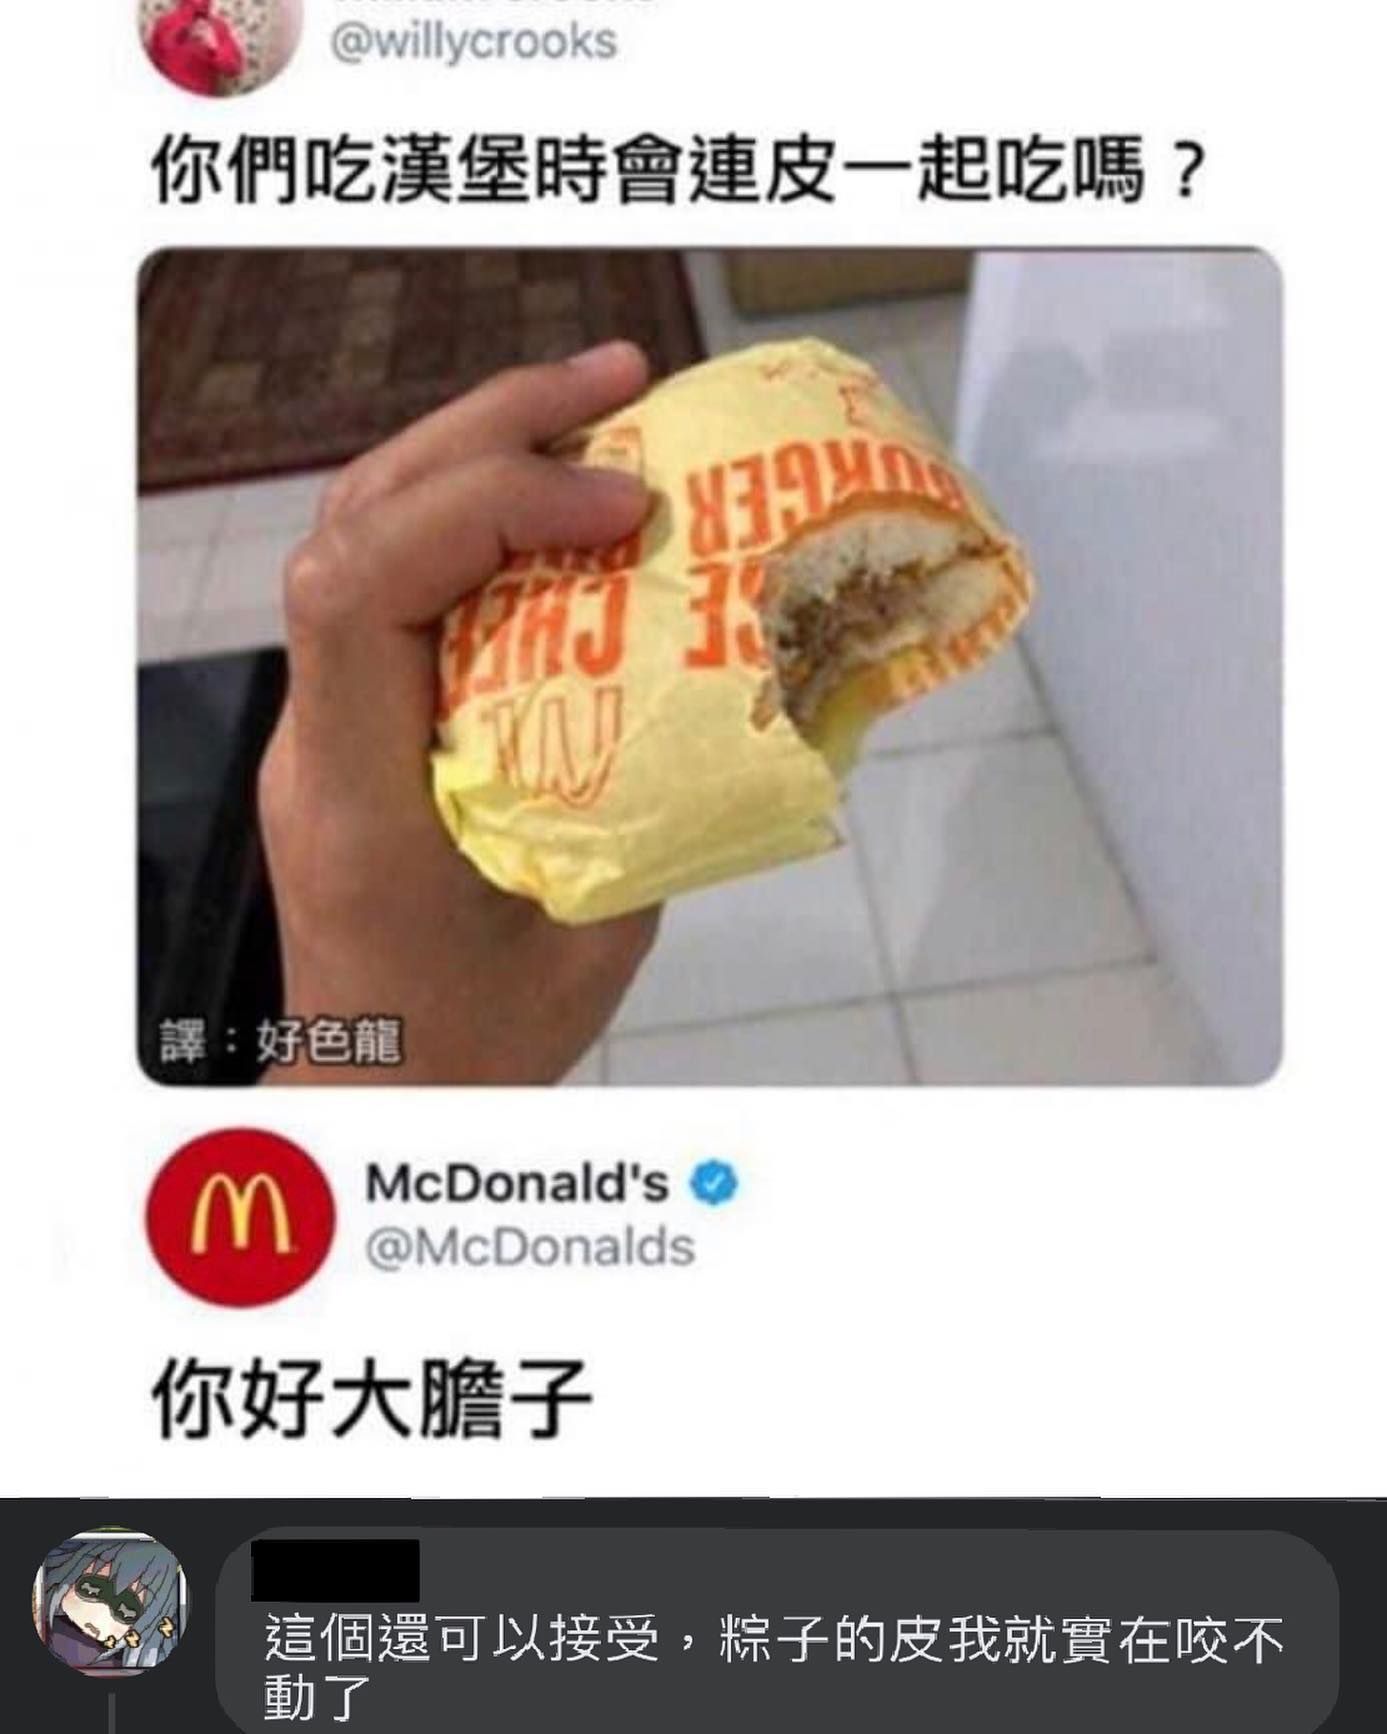 @willycrooks
你們吃漢堡時會連皮一起吃嗎？
BURGER
CHEE
譯：好色龍
McDonald's
@McDonalds
你好大膽子
這個還可以接受，粽子的皮我就實在咬不
動了